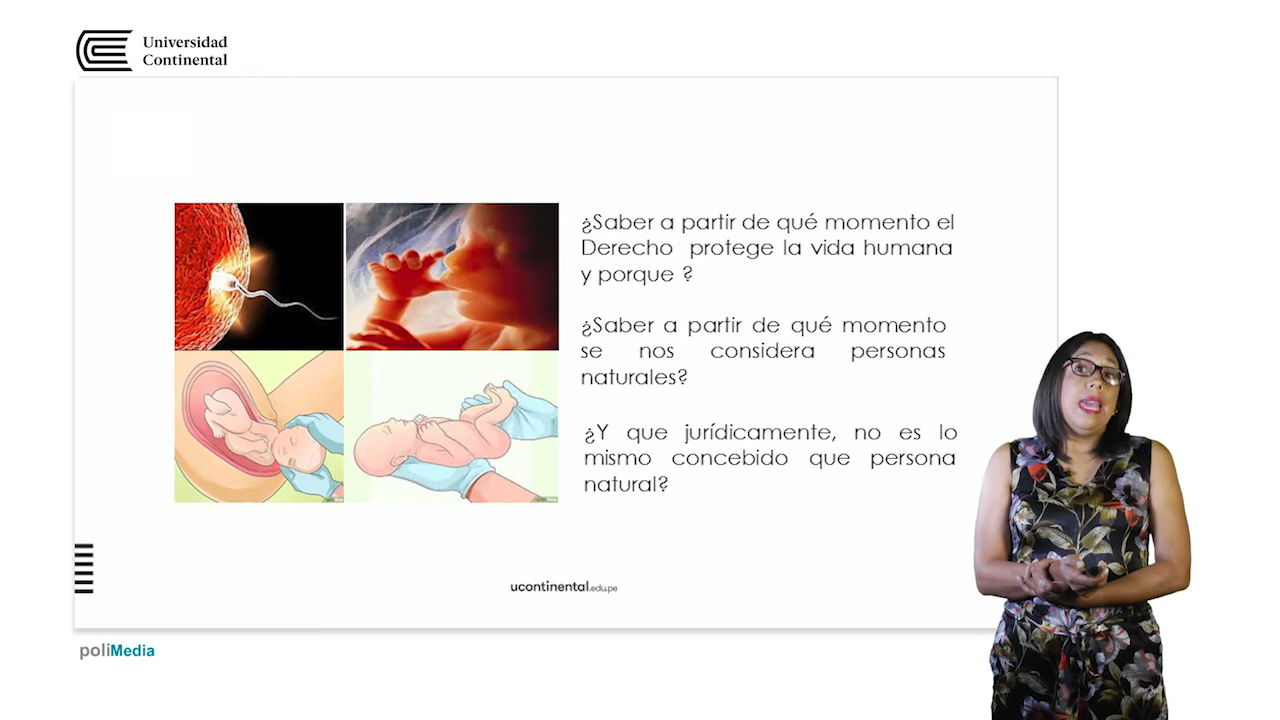 Universidad
Continental
¿Saber a partir de qué momento el
Derecho protege la vida humana
y porque ?
¿Saber a partir de qué momento
se nos considera personas
naturales?
¿Y que jurídicamente, no es lo
mismo concebido que persona
natural?
ucontinental.edu.pe
poliMedia